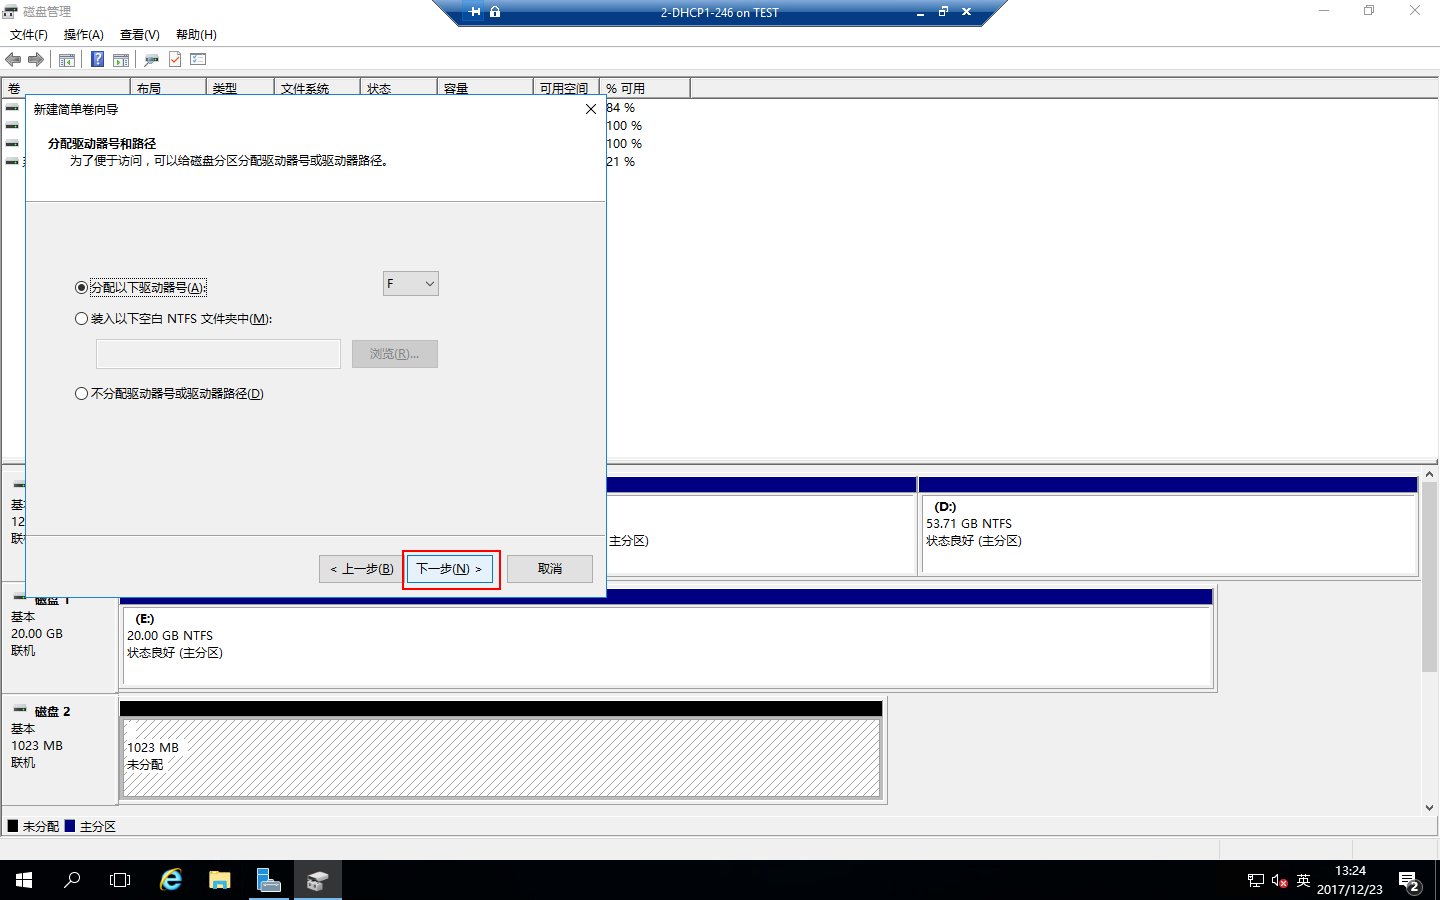 磁盘管理
2-DHCP1-246 on TEST
文件(F) 操作(A) 查看(V) 帮助(H)
卷 布局 类型 文件系统 状态 容量 可用空间 % 可用
84 %
100 %
100 %
21 %
新建简单卷向导
分配驱动器号和路径
为了便于访问，可以给磁盘分区分配驱动器号或驱动器路径。
分配以下驱动器号(A): F
装入以下空白 NTFS 文件夹中(M):
浏览(R)...
不分配驱动器号或驱动器路径(D)
< 上一步(B) 下一步(N) > 取消
基本
12
联机
主分区)
(D:)
53.71 GB NTFS
状态良好 (主分区)
磁盘 1
基本
20.00 GB
联机
(E:)
20.00 GB NTFS
状态良好 (主分区)
磁盘 2
基本
1023 MB
联机
1023 MB
未分配
未分配 主分区
英
13:24
2017/12/23
2